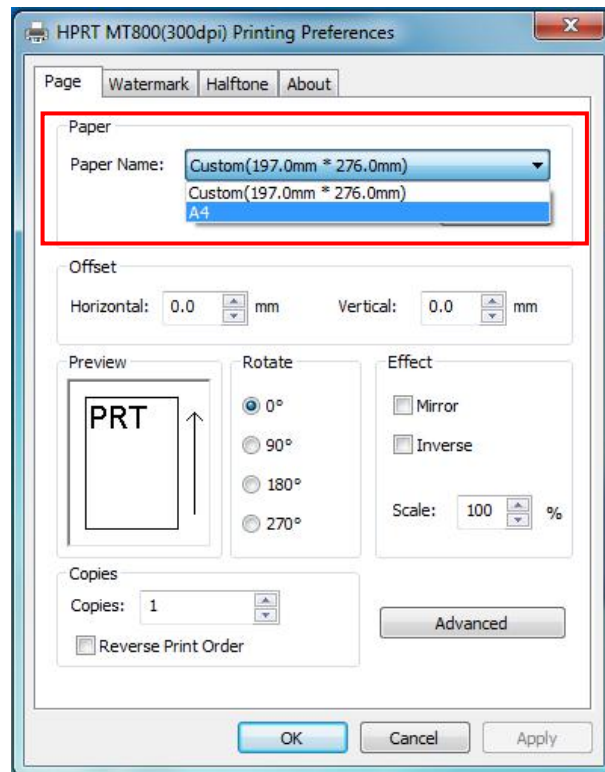 HPRT MT800(300dpi) Printing Preferences
Page Watermark Halftone About
Paper
Paper Name: Custom(197.0mm * 276.0mm)
Custom(197.0mm * 276.0mm)
A4
Offset
Horizontal: 0.0 mm Vertical: 0.0 mm
Preview Rotate Effect
PRT
0° Mirror
90° Inverse
180°
270° Scale: 100 %
Copies
Copies: 1
Advanced
Reverse Print Order
OK Cancel Apply